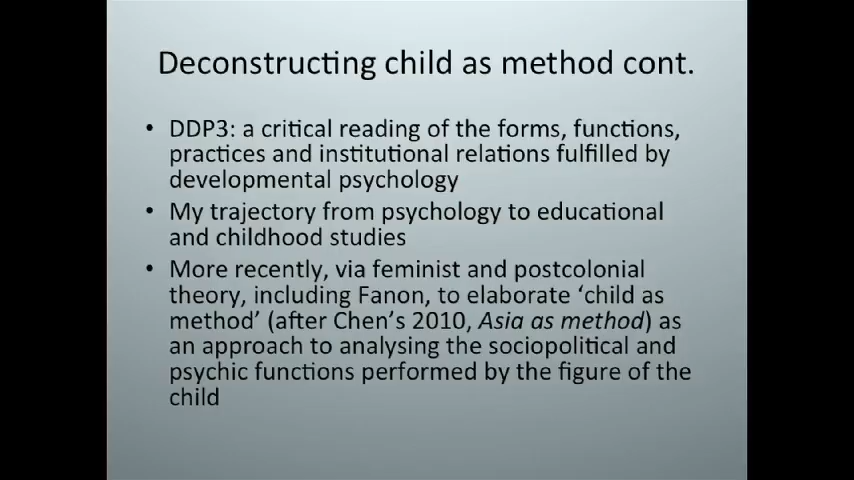 Deconstructing child as method cont.
• DDP3: a critical reading of the forms, functions,
practices and institutional relations fulfilled by
developmental psychology
• My trajectory from psychology to educational
and childhood studies
• More recently, via feminist and postcolonial
theory, including Fanon, to elaborate ‘child as
method’ (after Chen’s 2010, Asia as method) as
an approach to analysing the sociopolitical and
psychic functions performed by the figure of the
child